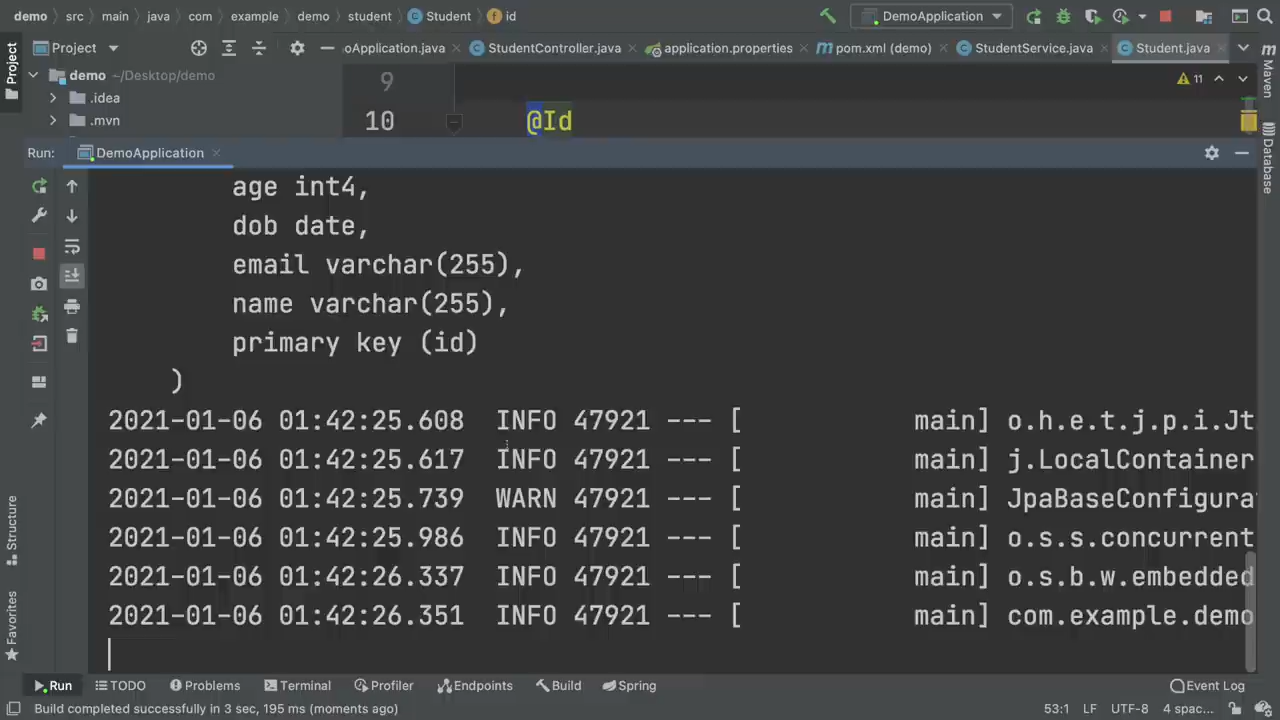 demo src main java com example demo student Student id DemoApplication
Project oApplication.java StudentController.java application.properties pom.xml (demo) StudentService.java Student.java
Project
Maven
demo ~/Desktop/demo
.idea
.mvn
9
11
10 @Id
Database
Run: DemoApplication
age int4,
dob date,
email varchar(255),
name varchar(255),
primary key (id)
)
2021-01-06 01:42:25.608 INFO 47921 --- [ main] o.h.e.t.j.p.i.Jt
2021-01-06 01:42:25.617 INFO 47921 --- [ main] j.LocalContainer
2021-01-06 01:42:25.739 WARN 47921 --- [ main] JpaBaseConfigura
2021-01-06 01:42:25.986 INFO 47921 --- [ main] o.s.s.concurrent
2021-01-06 01:42:26.337 INFO 47921 --- [ main] o.s.b.w.embedded
2021-01-06 01:42:26.351 INFO 47921 --- [ main] com.example.demo
Structure
Favorites
Run TODO Problems Terminal Profiler Endpoints Build Spring Event Log
Build completed successfully in 3 sec, 195 ms (moments ago) 53:1 LF UTF-8 4 spac...